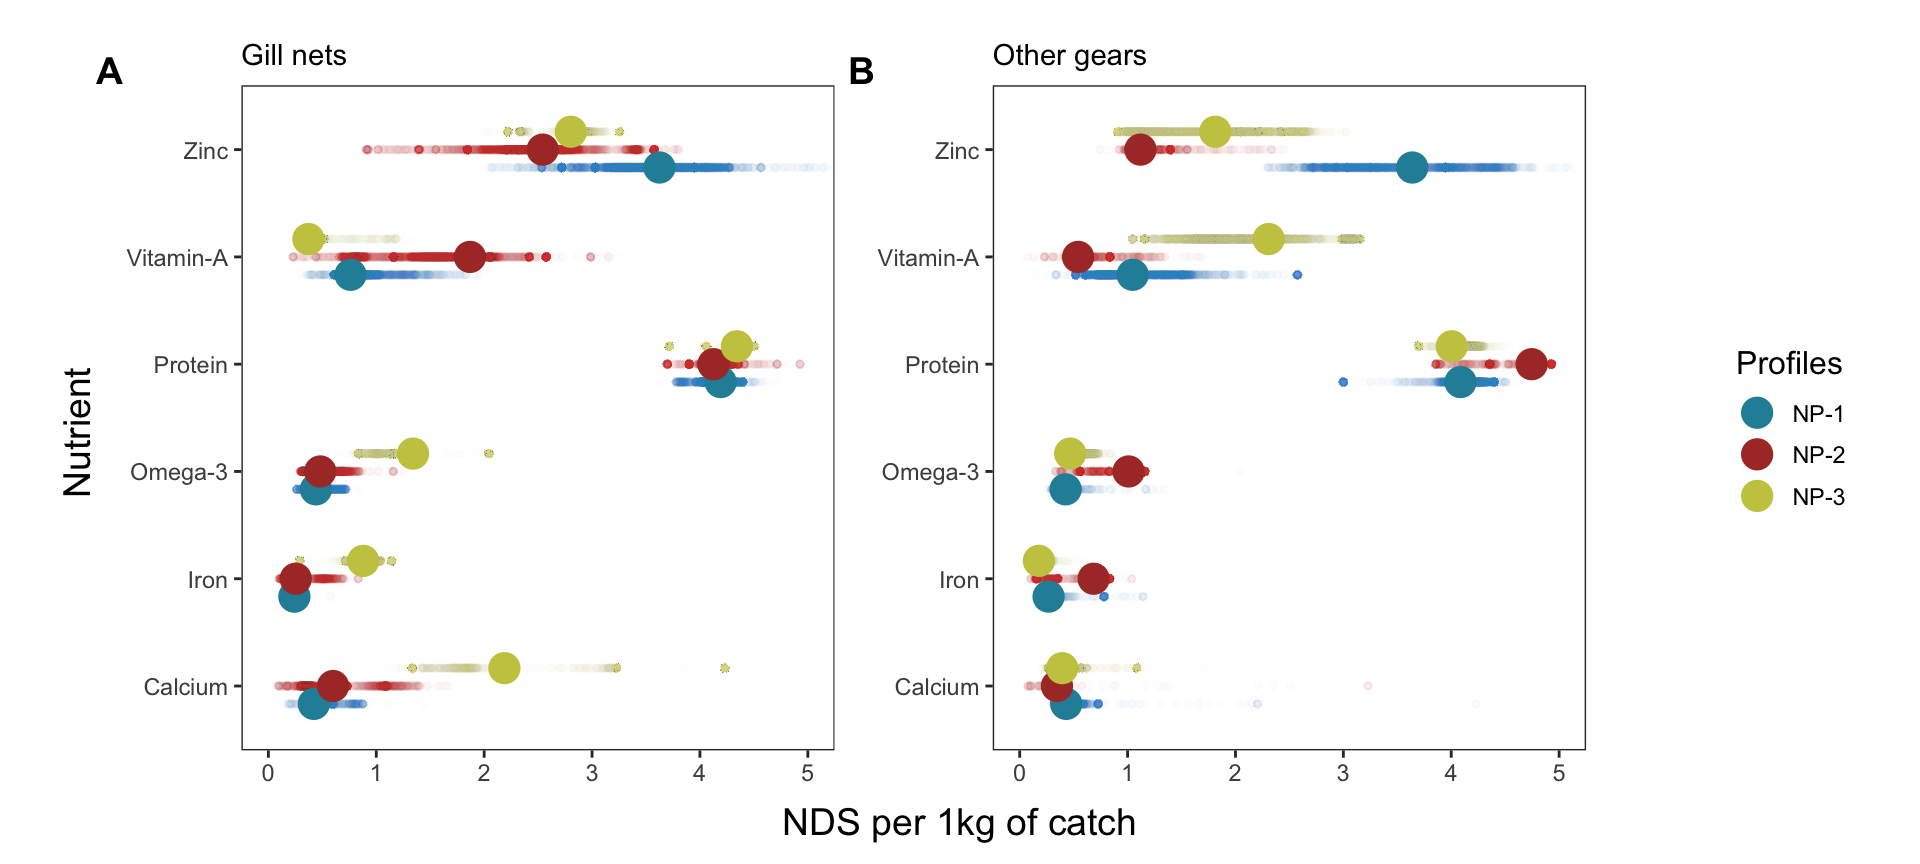 A
Gill nets
B
Other gears
Nutrient
Zinc
Vitamin-A
Protein
Omega-3
Iron
Calcium
0 1 2 3 4 5
Zinc
Vitamin-A
Protein
Omega-3
Iron
Calcium
0 1 2 3 4 5
NDS per 1kg of catch
Profiles
NP-1
NP-2
NP-3